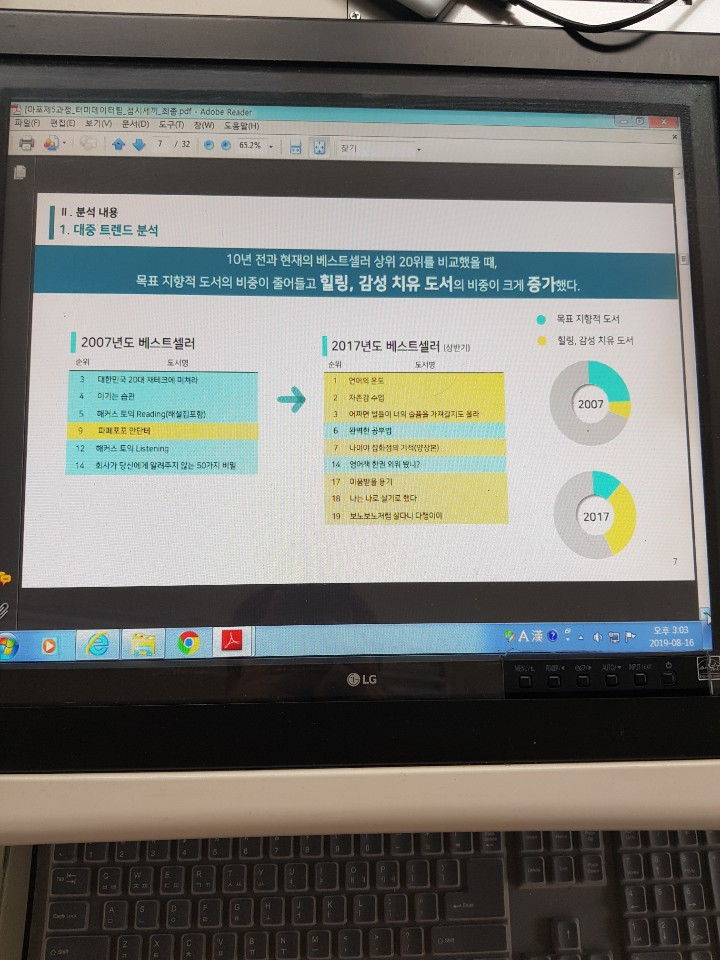 [마포제5과정_터미데이터팀_삼시세끼_최종.pdf - Adobe Reader
파일(F) 편집(E) 보기(V) 문서(D) 도구(T) 창(W) 도움말(H)
7 / 32 65.2% 찾기
II. 분석 내용
1. 대중 트렌드 분석
10년 전과 현재의 베스트셀러 상위 20위를 비교했을 때,
목표 지향적 도서의 비중이 줄어들고 힐링, 감성 치유 도서의 비중이 크게 증가했다.
목표 지향적 도서
힐링, 감성 치유 도서
2007년도 베스트셀러
순위 도서명
3 대한민국 20대 재테크에 미쳐라
4 이기는 습관
5 해커스 토익 Reading(해설집포함)
9 파페포포 안단테
12 해커스 토익 Listening
14 회사가 당신에게 알려주지 않는 50가지 비밀
2017년도 베스트셀러 (상반기)
순위 도서명
1 언어의 온도
2 자존감 수업
3 어쩌면 별들이 너의 슬픔을 가져갈지도 몰라
6 완벽한 공부법
7 나미야 잡화점의 기적(양장본)
14 영어책 한권 외워 봤니?
17 미움받을 용기
18 나는 나로 살기로 했다
19 보노보노처럼 살다니 다행이야
2007
2017
7
A 漢
오후 3:03
2019-08-16
LG
MENU AUTO INPUT